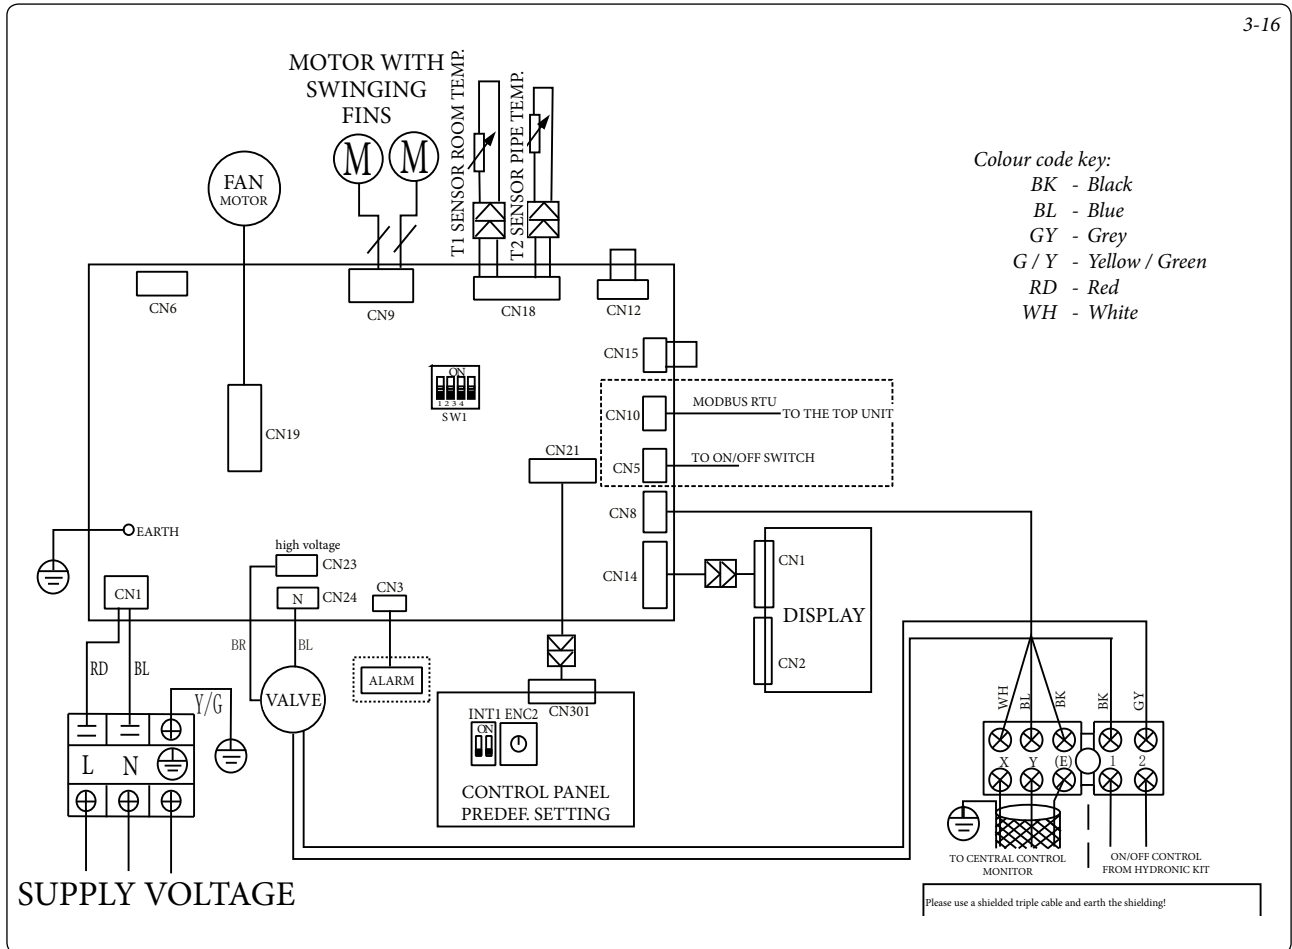 3-16
MOTOR WITH
SWINGING
FINS
T1 SENSOR ROOM TEMP.
T2 SENSOR PIPE TEMP.
M
M
FAN
MOTOR
Colour code key:
BK - Black
BL - Blue
GY - Grey
G / Y - Yellow / Green
RD - Red
WH - White
CN6
CN9
CN18
CN12
CN15
ON
1 2 3 4
SW1
CN10
MODBUS RTU
TO THE TOP UNIT
CN19
CN21
CN5
TO ON/OFF SWITCH
CN8
EARTH
high voltage
CN23
CN1
N
CN24
CN3
CN14
CN1
DISPLAY
CN2
RD
BL
BR
BL
Y/G
VALVE
ALARM
CN301
INT1 ENC2
ON
CONTROL PANEL
PREDEF. SETTING
L
N
SUPPLY VOLTAGE
WH
BL
BK
BK
GY
X
Y
(E)
1
2
TO CENTRAL CONTROL
MONITOR
ON/OFF CONTROL
FROM HYDRONIC KIT
Please use a shielded triple cable and earth the shielding!